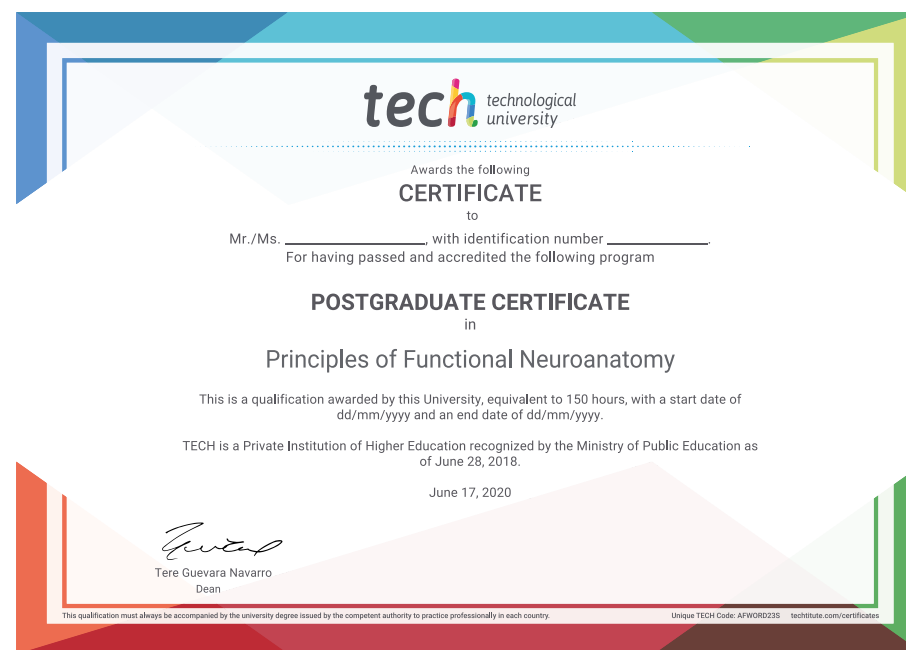 tech technological
university
Awards the following
CERTIFICATE
to
Mr./Ms. ____________________, with identification number ______________.
For having passed and accredited the following program
POSTGRADUATE CERTIFICATE
in
Principles of Functional Neuroanatomy
This is a qualification awarded by this University, equivalent to 150 hours, with a start date of
dd/mm/yyyy and an end date of dd/mm/yyyy.
TECH is a Private Institution of Higher Education recognized by the Ministry of Public Education as
of June 28, 2018.
June 17, 2020
Tere Guevara Navarro
Dean
This qualification must always be accompanied by the university degree issued by the competent authority to practice professionally in each country. Unique TECH Code: AFWORD23S techtitute.com/certificates